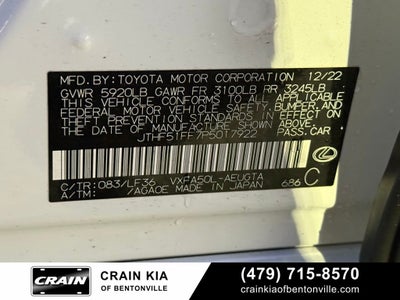 MFD. BY: TOYOTA MOTOR CORPORATION 12/22
GVWR 5920LB GAWR FR 3100LB RR 3245LB
THIS VEHICLE CONFORMS TO ALL APPLICABLE
FEDERAL MOTOR VEHICLE SAFETY, BUMPER, AND
THEFT PREVENTION STANDARDS IN EFFECT ON THE
DATE OF MANUFACTURE SHOWN ABOVE.
JTHF51FF7P5017922 PASS.CAR
C/TR: 083/LF36 VXFA50L-AEUGTA
A/TM: /AGA0E MADE IN JAPAN 686 C
CRAIN
CRAIN KIA
OF BENTONVILLE
(479) 715-8570
crainkiaofbentonville.com